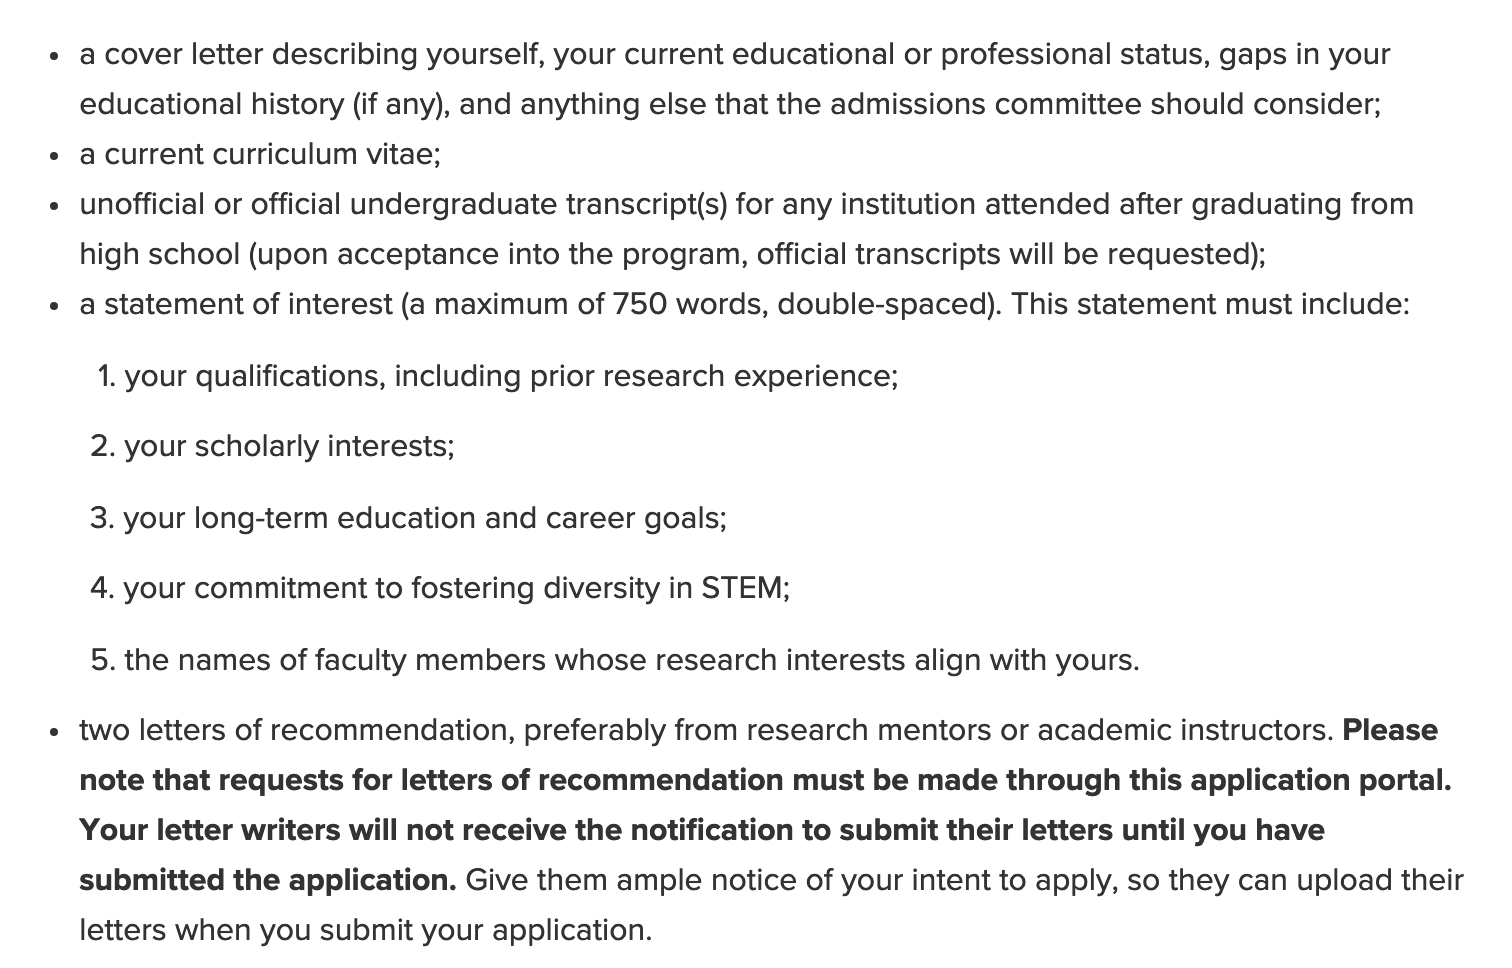 • a cover letter describing yourself, your current educational or professional status, gaps in your
educational history (if any), and anything else that the admissions committee should consider;
• a current curriculum vitae;
• unofficial or official undergraduate transcript(s) for any institution attended after graduating from
high school (upon acceptance into the program, official transcripts will be requested);
• a statement of interest (a maximum of 750 words, double-spaced). This statement must include:
1. your qualifications, including prior research experience;
2. your scholarly interests;
3. your long-term education and career goals;
4. your commitment to fostering diversity in STEM;
5. the names of faculty members whose research interests align with yours.
• two letters of recommendation, preferably from research mentors or academic instructors. Please
note that requests for letters of recommendation must be made through this application portal.
Your letter writers will not receive the notification to submit their letters until you have
submitted the application. Give them ample notice of your intent to apply, so they can upload their
letters when you submit your application.